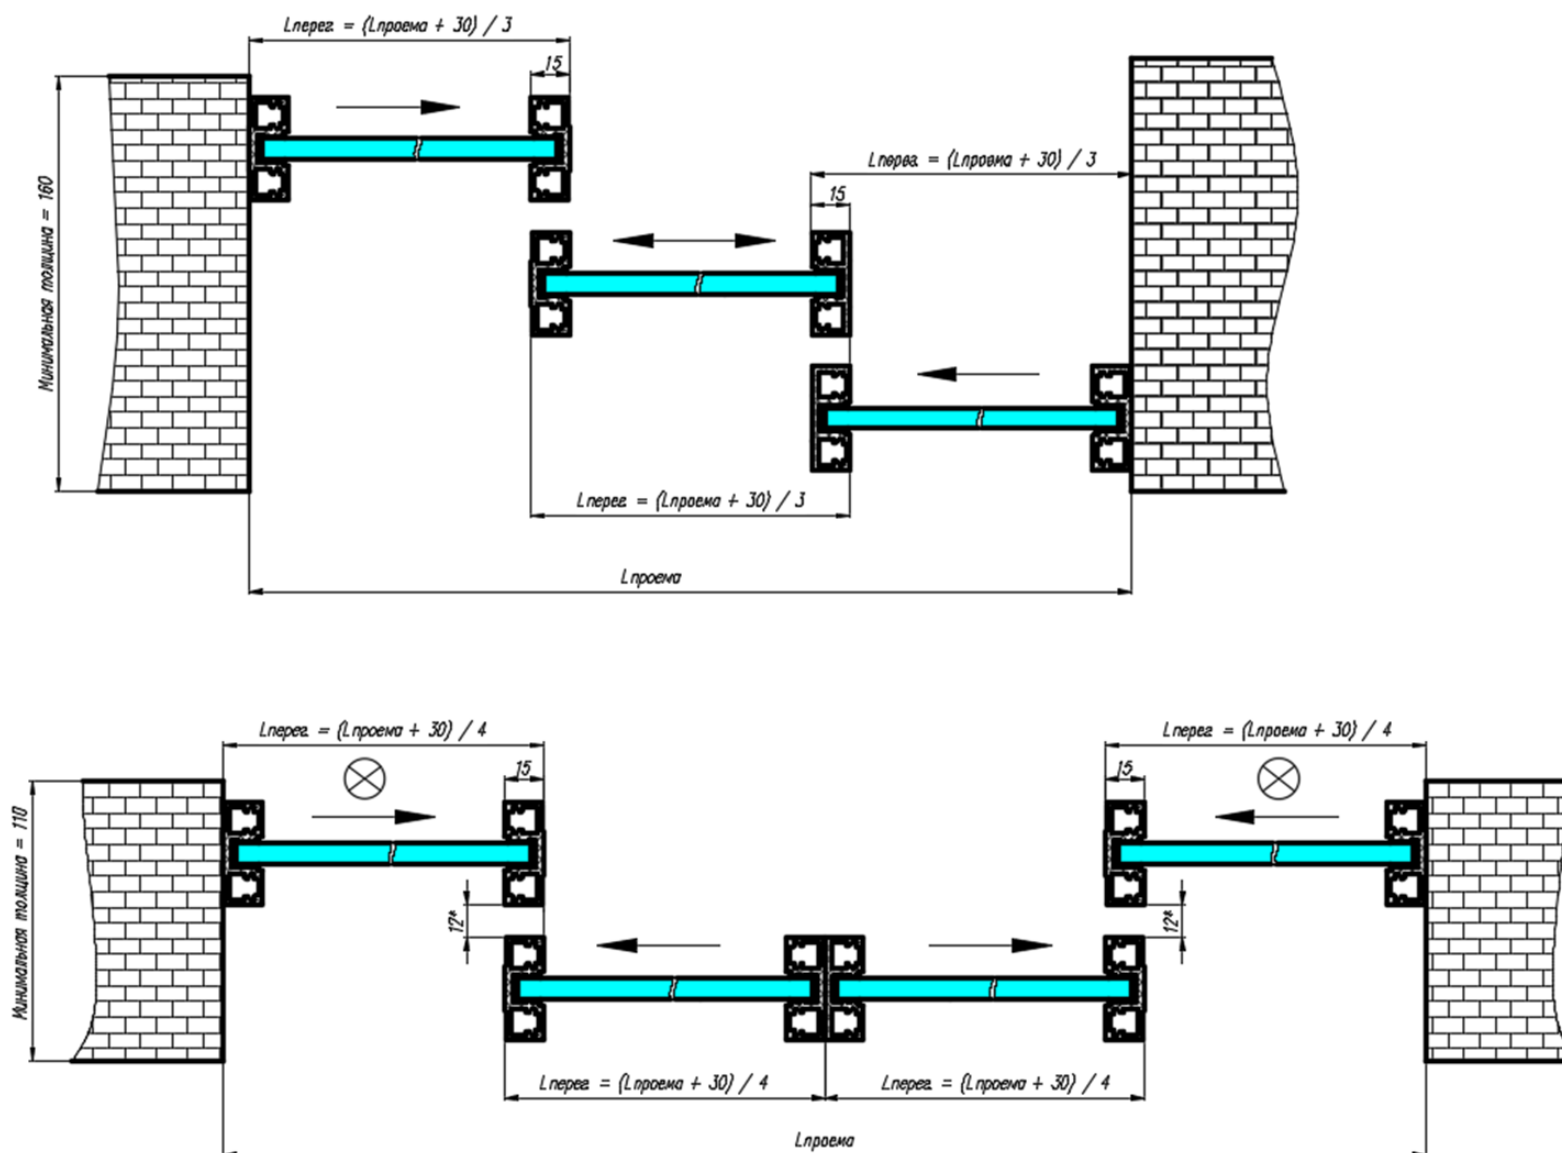 Lперег = (Lпроема + 30) / 3
15
Lперег = (Lпроема + 30) / 3
15
Минимальная толщина = 160
Lперег = (Lпроема + 30) / 3
Lпроема
Lперег = (Lпроема + 30) / 4
Lперег = (Lпроема + 30) / 4
15
15
Минимальная толщина = 110
12*
12*
Lперег = (Lпроема + 30) / 4
Lперег = (Lпроема + 30) / 4
Lпроема